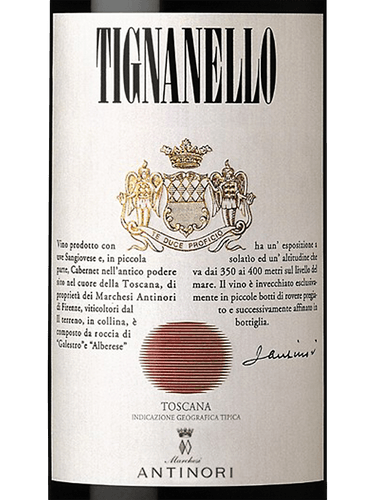 TIGNANELLO
TE DUCE PROFICIO
Vino prodotto con
uve Sangiovese e, in piccola
parte, Cabernet nell'antico podere
sino nel cuore della Toscana, di
proprietà dei Marchesi Antinori
di Firenze, viticoltori dal
Il terreno, in collina, è
composto da roccia di
"Galestro"e "Alberese"
ha un' esposizione a
solatio ed un' altitudine che
va dai 350 ai 400 metri sul livello del
mare. Il vino è invecchiato esclusiva-
mente in piccole botti di rovere pregia-
to e successivamente affinato in
bottiglia.
TOSCANA
INDICAZIONE GEOGRAFICA TIPICA
Marchesi
ANTINORI